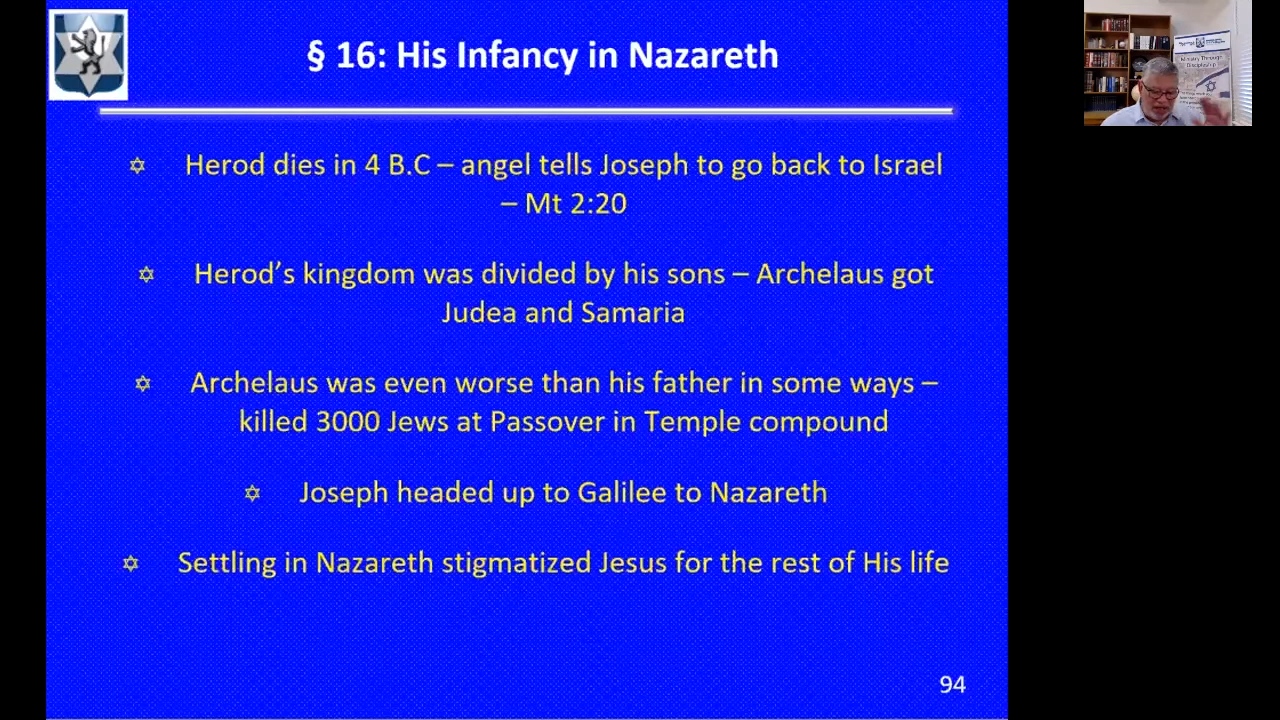 § 16: His Infancy in Nazareth
Herod dies in 4 B.C – angel tells Joseph to go back to Israel
– Mt 2:20
Herod’s kingdom was divided by his sons – Archelaus got
Judea and Samaria
Archelaus was even worse than his father in some ways –
killed 3000 Jews at Passover in Temple compound
Joseph headed up to Galilee to Nazareth
Settling in Nazareth stigmatized Jesus for the rest of His life
94
Ministry Through
Discipleship